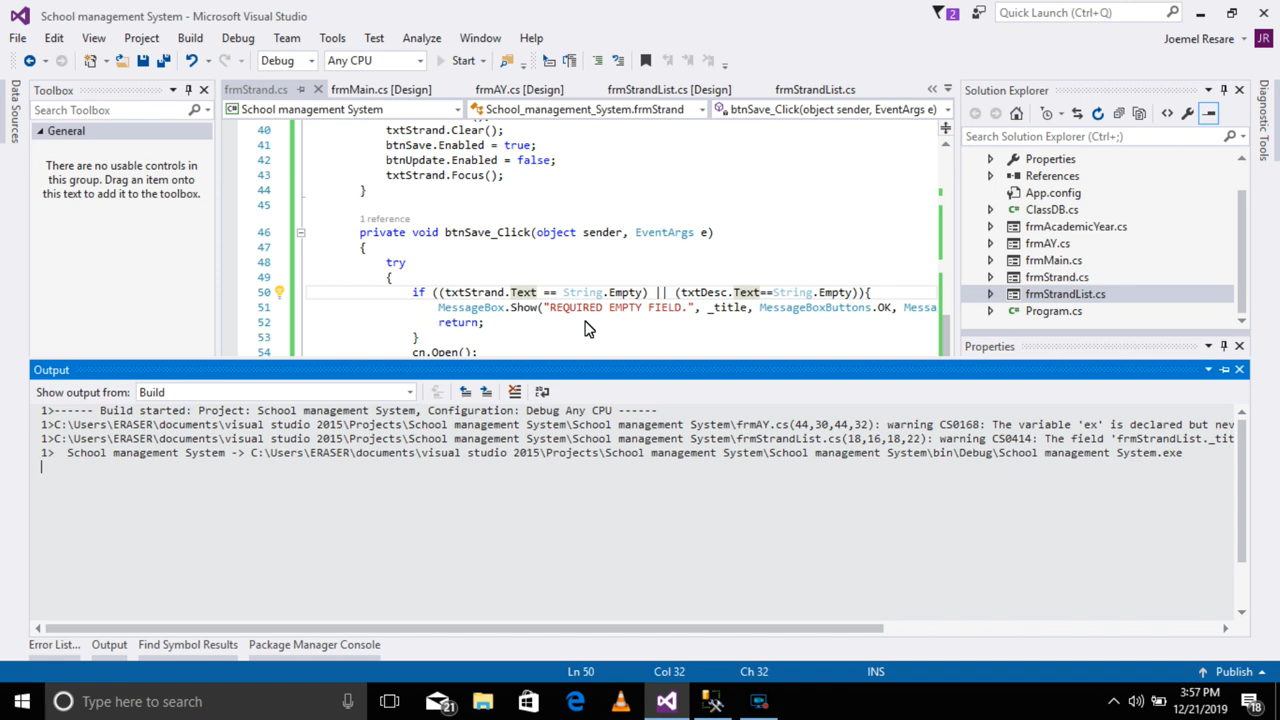 School management System - Microsoft Visual Studio
2
Quick Launch (Ctrl+Q)
File Edit View Project Build Debug Team Tools Test Analyze Window Help
Joemel Resare JR
Debug Any CPU Start
Data Sources
Toolbox
Search Toolbox
General
There are no usable controls in
this group. Drag an item onto
this text to add it to the toolbox.
frmStrand.cs frmMain.cs [Design] frmAY.cs [Design] frmStrandList.cs [Design] frmStrandList.cs
School management System School_management_System.frmStrand btnSave_Click(object sender, EventArgs e)
40 txtStrand.Clear();
41 btnSave.Enabled = true;
42 btnUpdate.Enabled = false;
43 txtStrand.Focus();
44 }
45
1 reference
46 private void btnSave_Click(object sender, EventArgs e)
47 {
48 try
49 {
50 if ((txtStrand.Text == String.Empty) || (txtDesc.Text==String.Empty)){
51 MessageBox.Show("REQUIRED EMPTY FIELD.", _title, MessageBoxButtons.OK, Messa
52 return;
53 }
54 cn.Open();
Solution Explorer
Search Solution Explorer (Ctrl+;)
Properties
References
App.config
ClassDB.cs
frmAcademicYear.cs
frmAY.cs
frmMain.cs
frmStrand.cs
frmStrandList.cs
Program.cs
Properties
Diagnostic Tools
Output
Show output from: Build
1>------ Build started: Project: School management System, Configuration: Debug Any CPU ------
1>C:\Users\ERASER\documents\visual studio 2015\Projects\School management System\School management System\frmAY.cs(44,30,44,32): warning CS0168: The variable 'ex' is declared but nev
1>C:\Users\ERASER\documents\visual studio 2015\Projects\School management System\School management System\frmStrandList.cs(18,16,18,22): warning CS0414: The field 'frmStrandList._tit
1> School management System -> C:\Users\ERASER\documents\visual studio 2015\Projects\School management System\School management System\bin\Debug\School management System.exe
Error List... Output Find Symbol Results Package Manager Console
Ln 50 Col 32 Ch 32 INS Publish
Type here to search
21
3:57 PM
12/21/2019
18